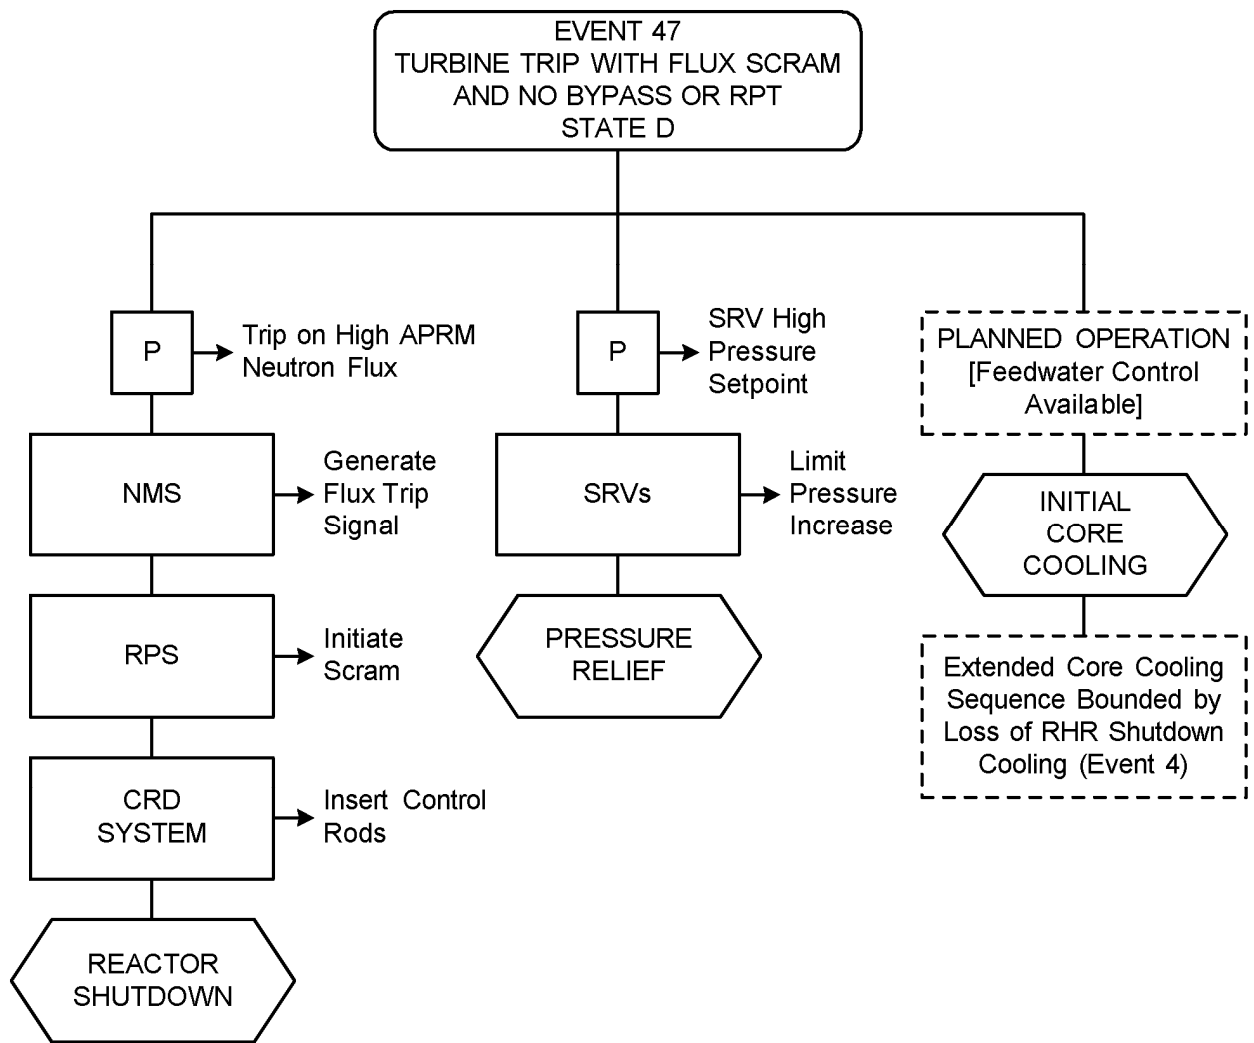 EVENT 47
TURBINE TRIP WITH FLUX SCRAM
AND NO BYPASS OR RPT
STATE D
P
Trip on High APRM
Neutron Flux
NMS
Generate
Flux Trip
Signal
RPS
Initiate
Scram
CRD
SYSTEM
Insert Control
Rods
REACTOR
SHUTDOWN
P
SRV High
Pressure
Setpoint
SRVs
Limit
Pressure
Increase
PRESSURE
RELIEF
PLANNED OPERATION
[Feedwater Control
Available]
INITIAL
CORE
COOLING
Extended Core Cooling
Sequence Bounded by
Loss of RHR Shutdown
Cooling (Event 4)